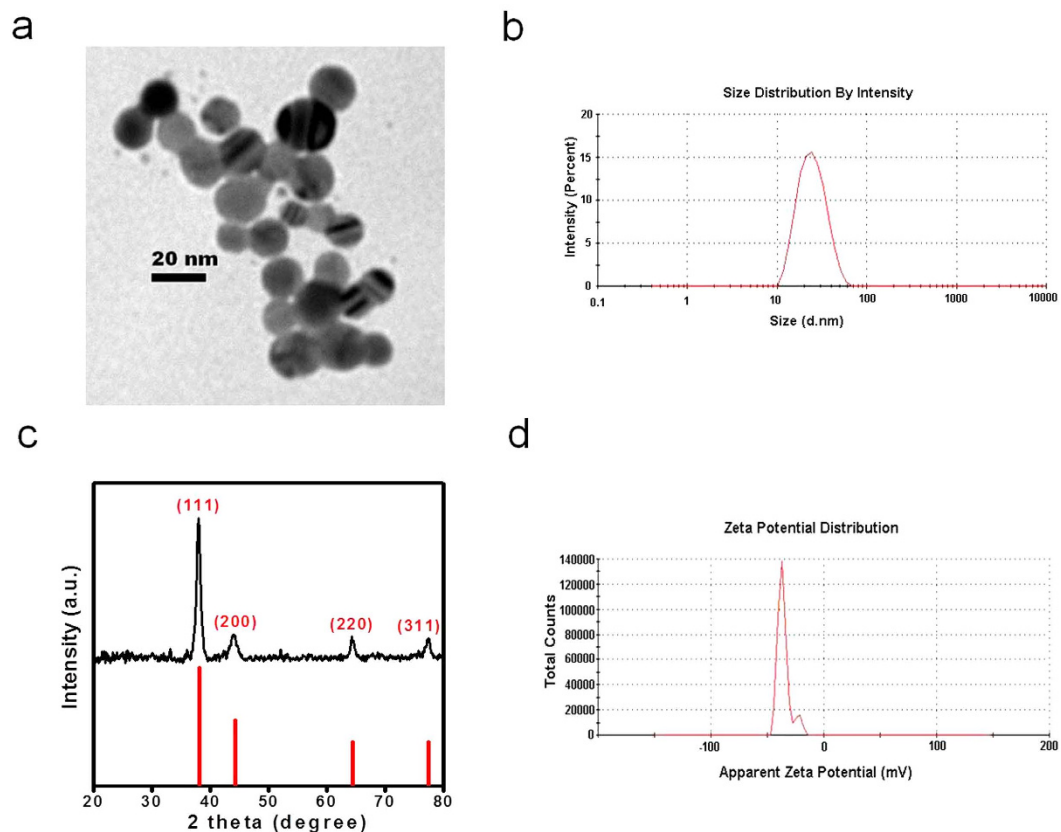 a
20 nm
b
Size Distribution By Intensity
Intensity (Percent)
20
15
10
5
0
0.1 1 10 100 1000 10000
Size (d.nm)
c
Intensity (a.u.)
(111)
(200)
(220)
(311)
20 30 40 50 60 70 80
2 theta (degree)
d
Zeta Potential Distribution
Total Counts
140000
120000
100000
80000
60000
40000
20000
0
-100 0 100 200
Apparent Zeta Potential (mV)